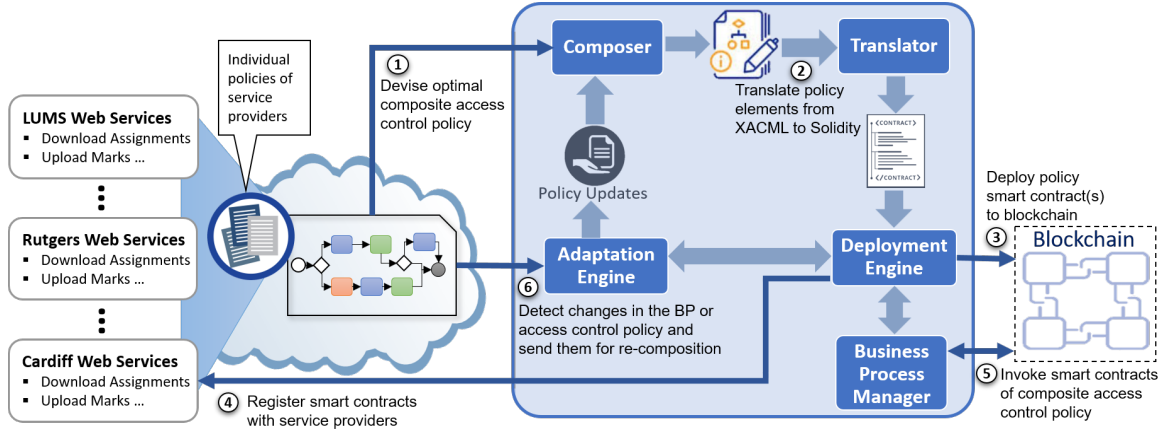 Individual
policies of
service
providers
LUMS Web Services
▪ Download Assignments
▪ Upload Marks ...
Rutgers Web Services
▪ Download Assignments
▪ Upload Marks ...
Cardiff Web Services
▪ Download Assignments
▪ Upload Marks ...
1
Devise optimal
composite access
control policy
Composer
2
Translate policy
elements from
XACML to Solidity
Translator
<CONTRACT>
</CONTRACT>
Policy Updates
Adaptation
Engine
Deployment
Engine
6
Detect changes in the BP or
access control policy and
send them for re-composition
Business
Process
Manager
Deploy policy
smart contract(s)
to blockchain
3
Blockchain
4
Register smart contracts
with service providers
5
Invoke smart contracts
of composite access
control policy